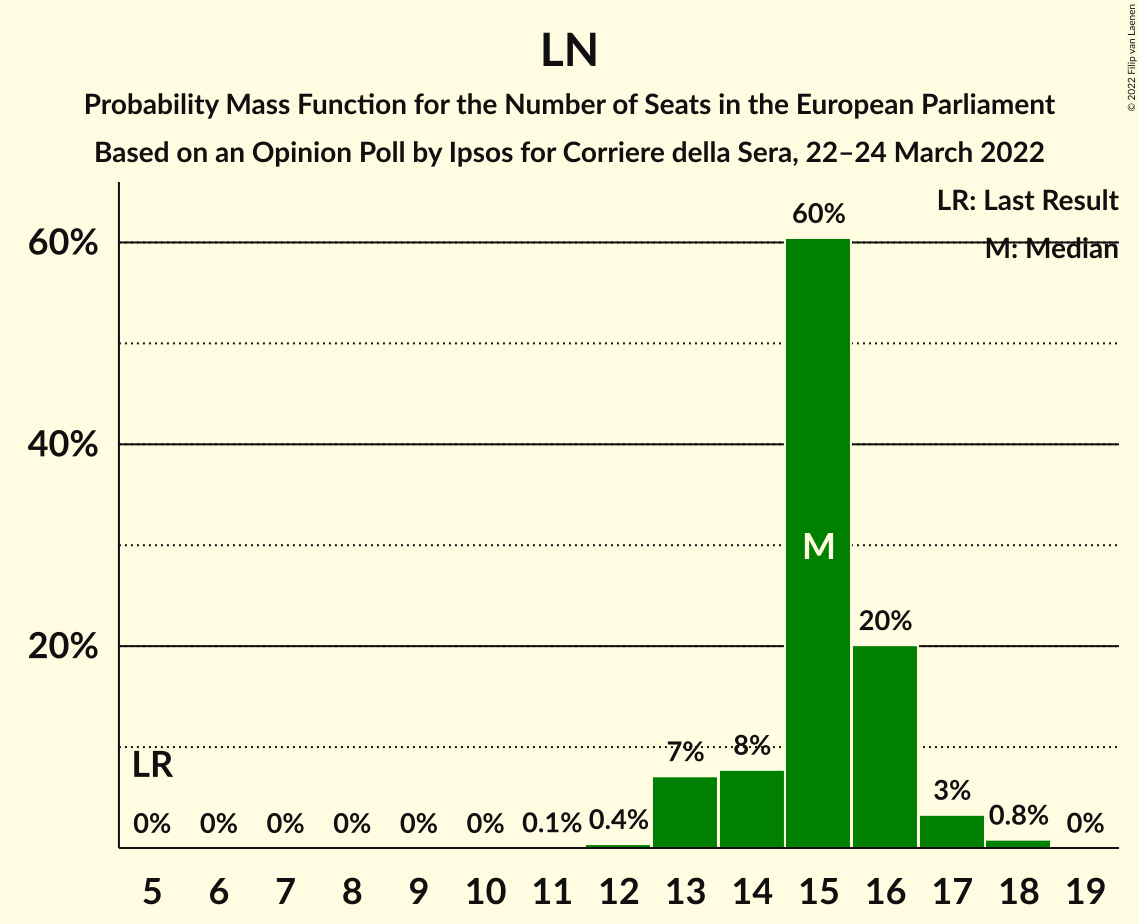 LN
Probability Mass Function for the Number of Seats in the European Parliament
Based on an Opinion Poll by Ipsos for Corriere della Sera, 22–24 March 2022
© 2022 Filip van Laenen
LR: Last Result
M: Median
60%
40%
20%
60%
M
20%
LR
7%
8%
3%
0%
0%
0%
0%
0%
0%
0.1%
0.4%
0.8%
0%
5 6 7 8 9 10 11 12 13 14 15 16 17 18 19